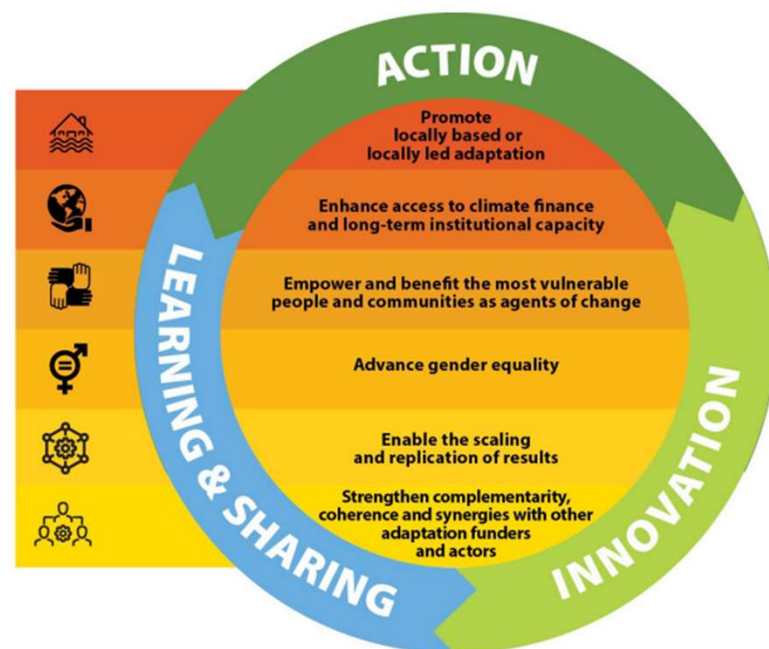 ACTION
Promote
locally based or
locally led adaptation
Enhance access to climate finance
and long-term institutional capacity
Empower and benefit the most vulnerable
people and communities as agents of change
Advance gender equality
Enable the scaling
and replication of results
Strengthen complementarity,
coherence and synergies with other
adaptation funders
and actors
LEARNING & SHARING
INNOVATION